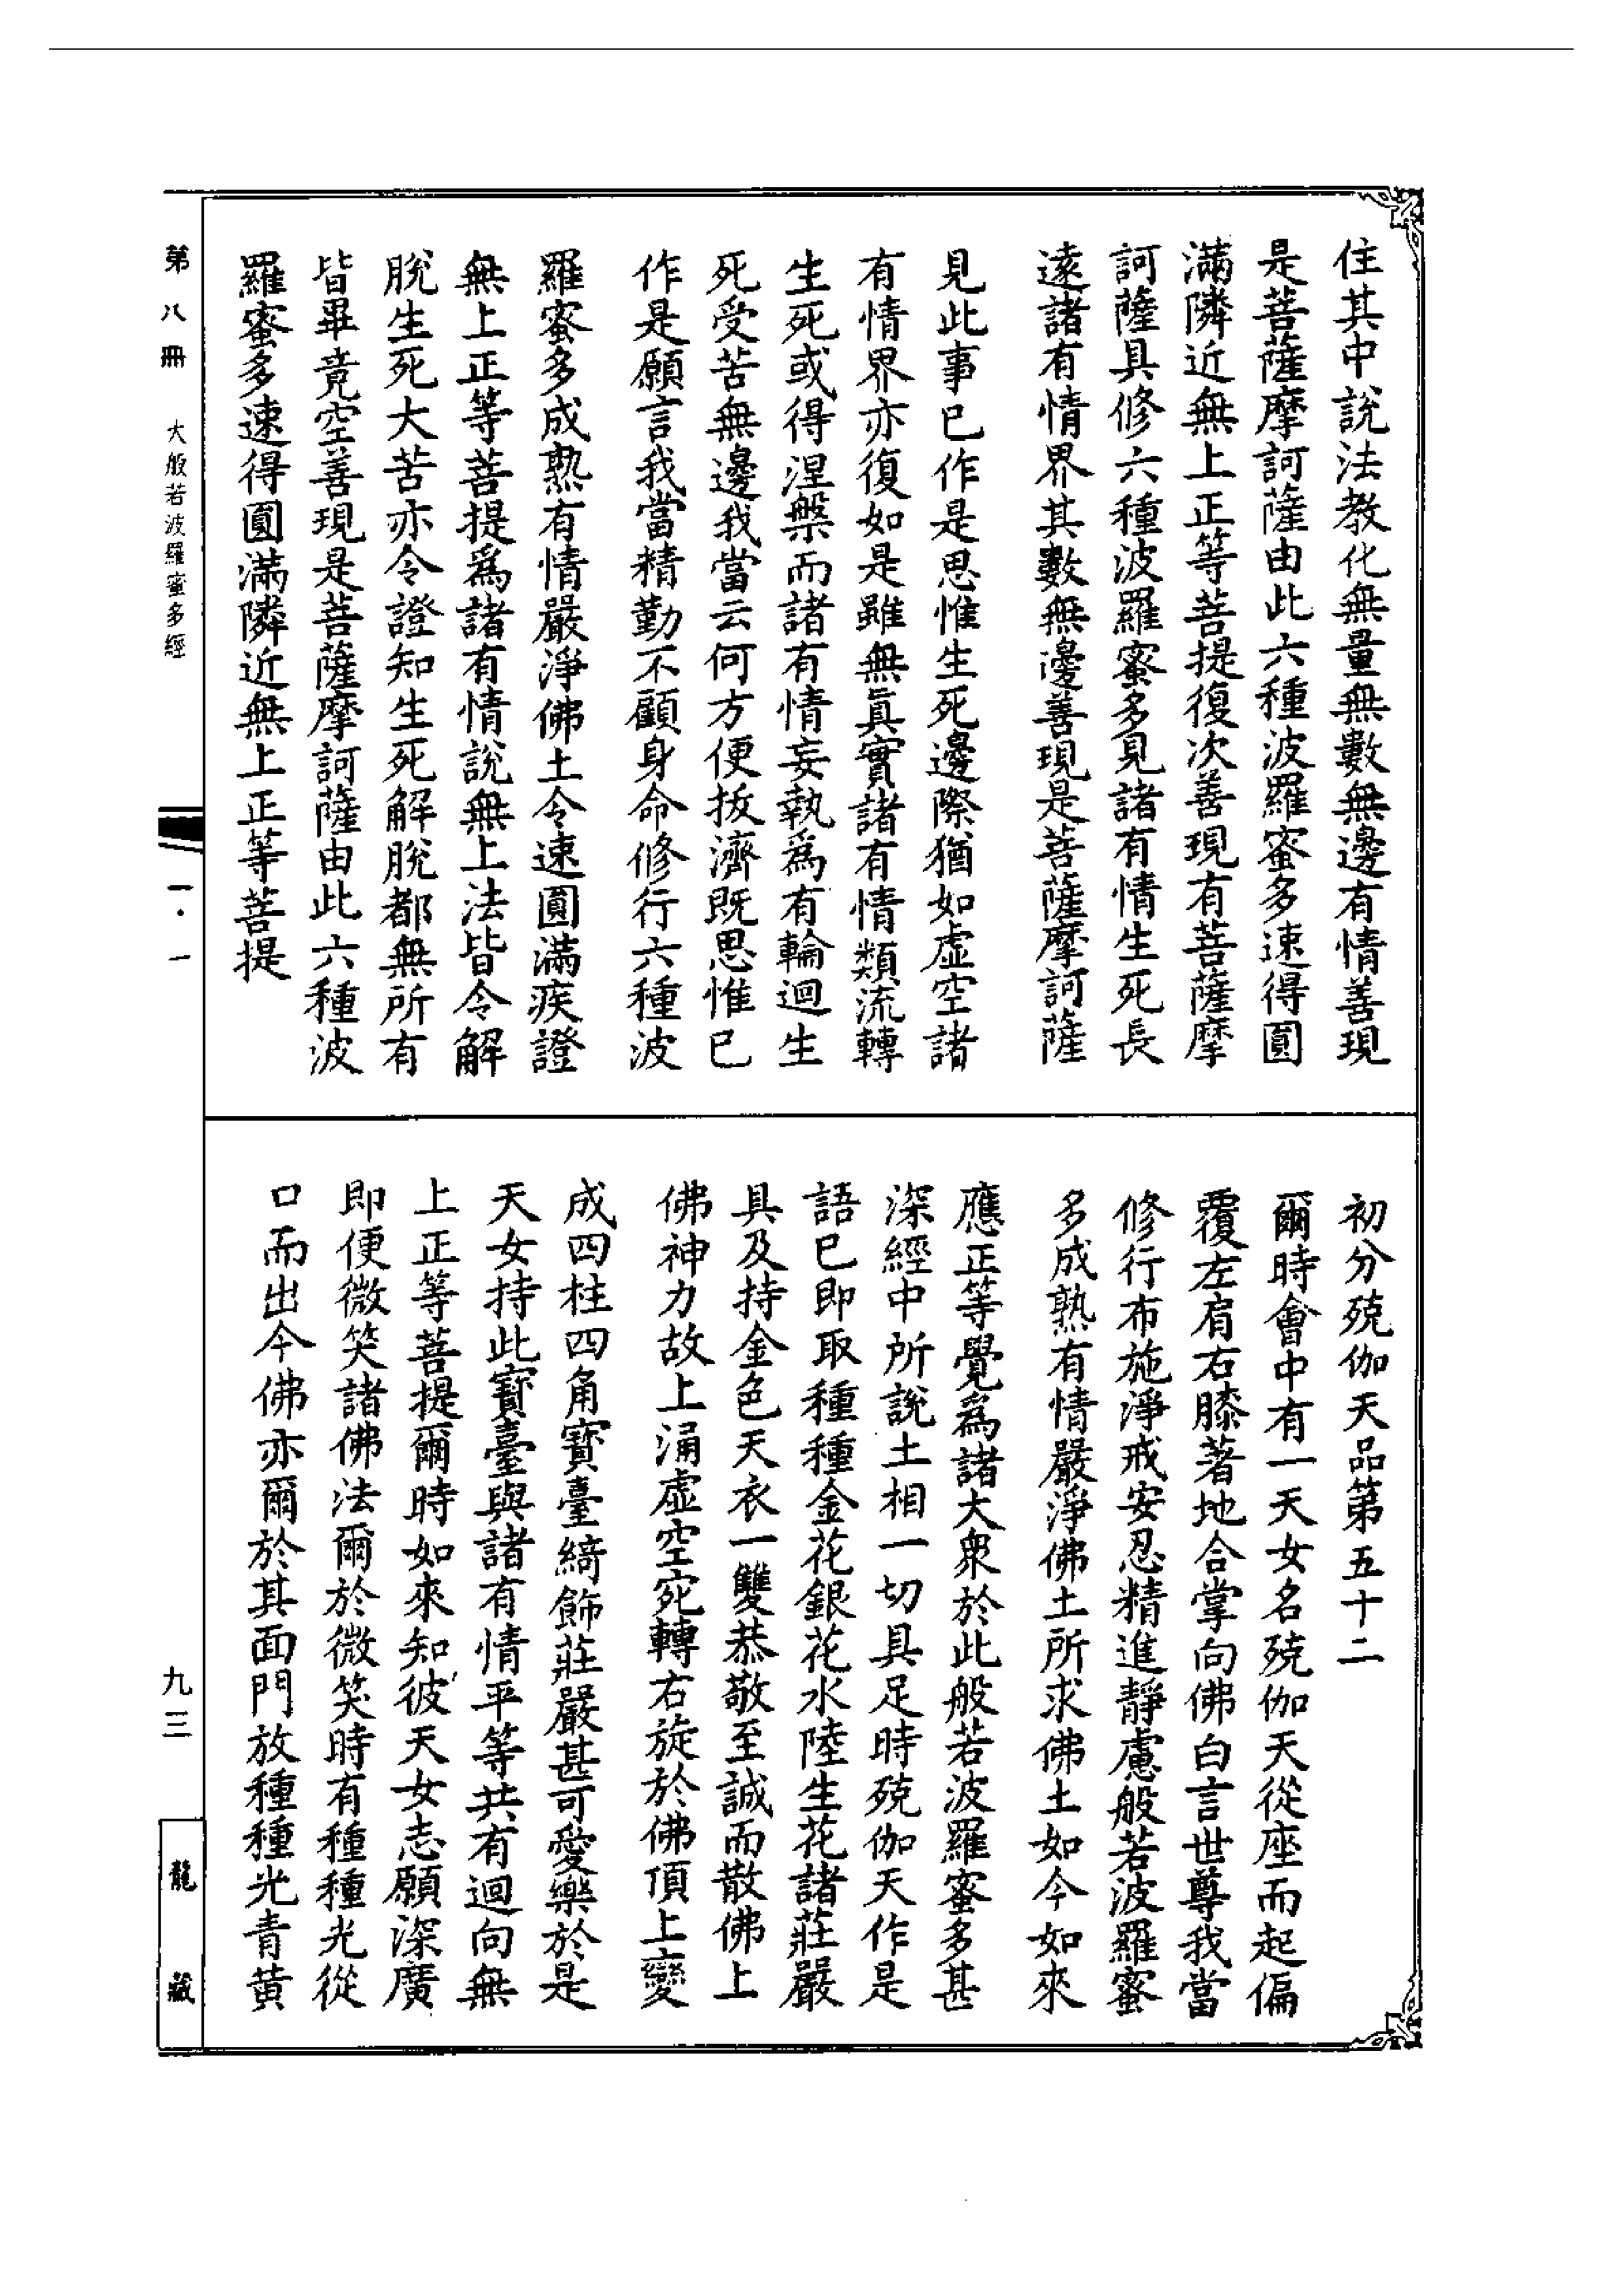 住其中說法教化無量無數無邊有情善現
是菩薩摩訶薩由此六種波羅蜜多速得圓
滿隣近無上正等菩提復次善現有菩薩摩
訶薩具修六種波羅蜜多見諸有情生死長
遠諸有情界其數無邊善現是菩薩摩訶薩
見此事已作是思惟生死邊際猶如虛空諸
有情界亦復如是雖無真實諸有情類流轉
生死或得涅槃而諸有情妄執為有輪迴生
死受苦無邊我當云何方便拔濟既思惟已
作是願言我當精勤不顧身命修行六種波
羅蜜多成熟有情嚴淨佛土令速圓滿疾證
無上正等菩提爲諸有情說無上法皆令解
脫生死大苦亦令證知生死解脫都無所有
皆畢竟空善現是菩薩摩訶薩由此六種波
羅蜜多速得圓滿隣近無上正等菩提
初分殑伽天品第五十二
爾時會中有一天女名殑伽天從座而起偏
覆左肩右膝著地合掌向佛白言世尊我當
修行布施淨戒安忍精進靜慮般若波羅蜜
多成熟有情嚴淨佛土所求佛土如今如來
應正等覺爲諸大衆於此般若波羅蜜多甚
深經中所說土相一切具足時殑伽天作是
語已即取種種金花銀花水陸生花諸莊嚴
具及持金色天衣一雙恭敬至誠而散佛上
佛神力故上涌虛空宛轉右旋於佛頂上變
成四柱四角寶臺綺飾莊嚴甚可愛樂於是
天女持此寶臺與諸有情平等共有迴向無
上正等菩提爾時如來知彼天女志願深廣
即便微笑諸佛法爾於微笑時有種種光從
口而出今佛亦爾於其面門放種種光青黄
第八冊 大般若波羅蜜多經
一·一
九三
龍藏